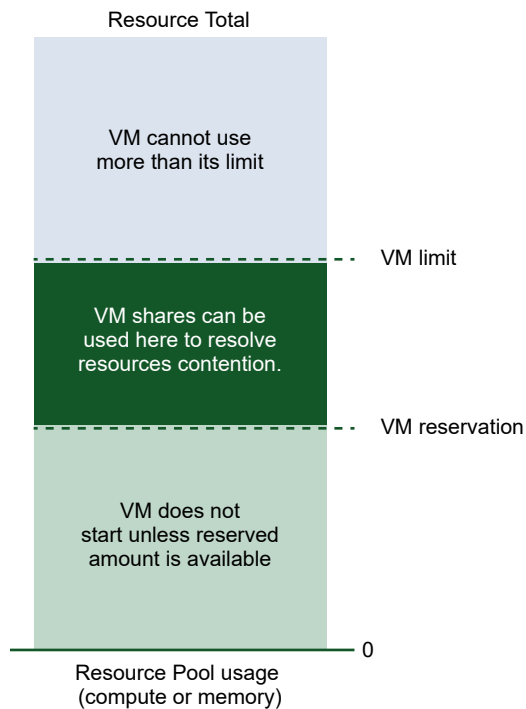 Resource Total
VM cannot use
more than its limit
VM limit
VM shares can be
used here to resolve
resources contention.
VM reservation
VM does not
start unless reserved
amount is available
0
Resource Pool usage
(compute or memory)